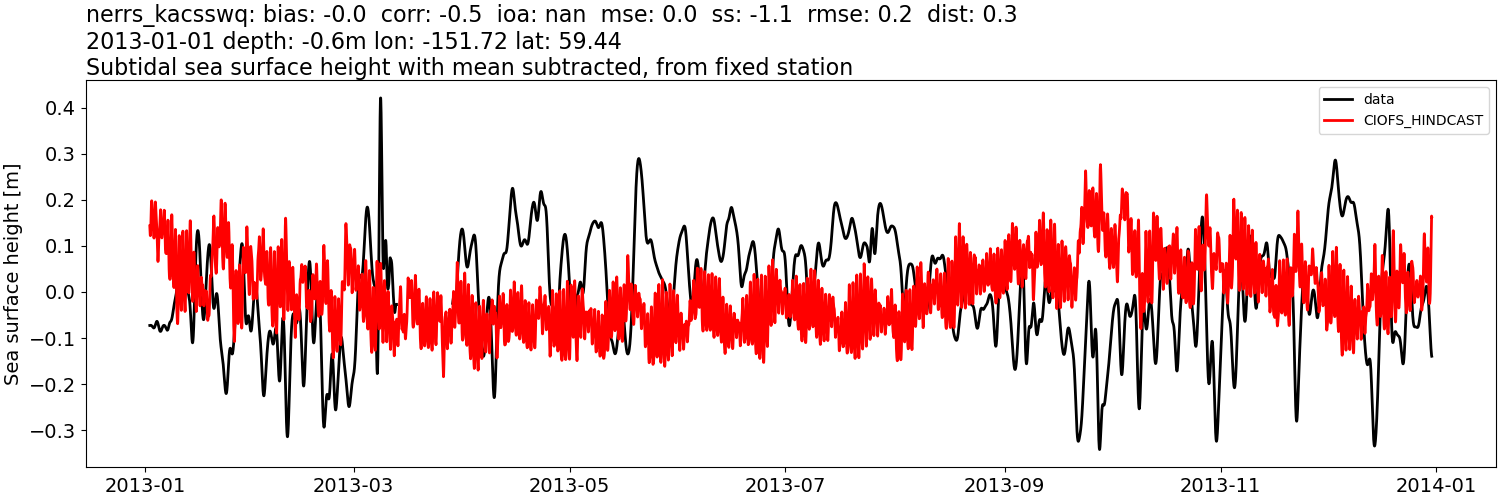 nerrs_kacsswq: bias: -0.0  corr: -0.5  ioa: nan  mse: 0.0  ss: -1.1  rmse: 0.2  dist: 0.3
2013-01-01 depth: -0.6m lon: -151.72 lat: 59.44
Subtidal sea surface height with mean subtracted, from fixed station
data
CIOFS_HINDCAST
Sea surface height [m]
0.4
0.3
0.2
0.1
0.0
−0.1
−0.2
−0.3
2013-01 2013-03 2013-05 2013-07 2013-09 2013-11 2014-01